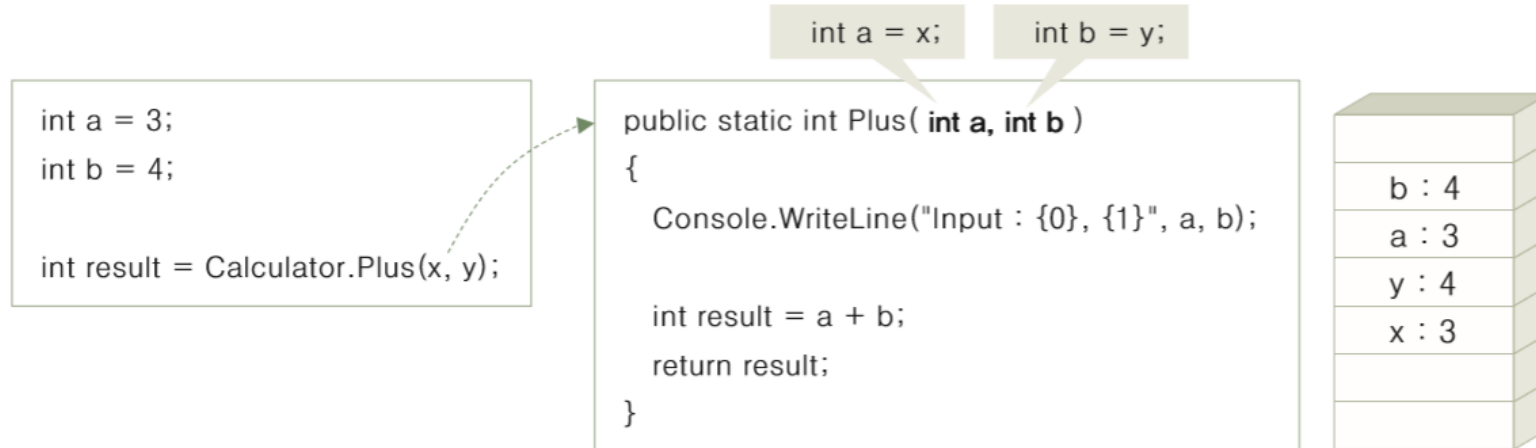 int a = x;
int b = y;
int a = 3;
int b = 4;
int result = Calculator.Plus(x, y);
public static int Plus( int a, int b )
{
Console.WriteLine("Input : {0}, {1}", a, b);
int result = a + b;
return result;
}
b : 4
a : 3
y : 4
x : 3